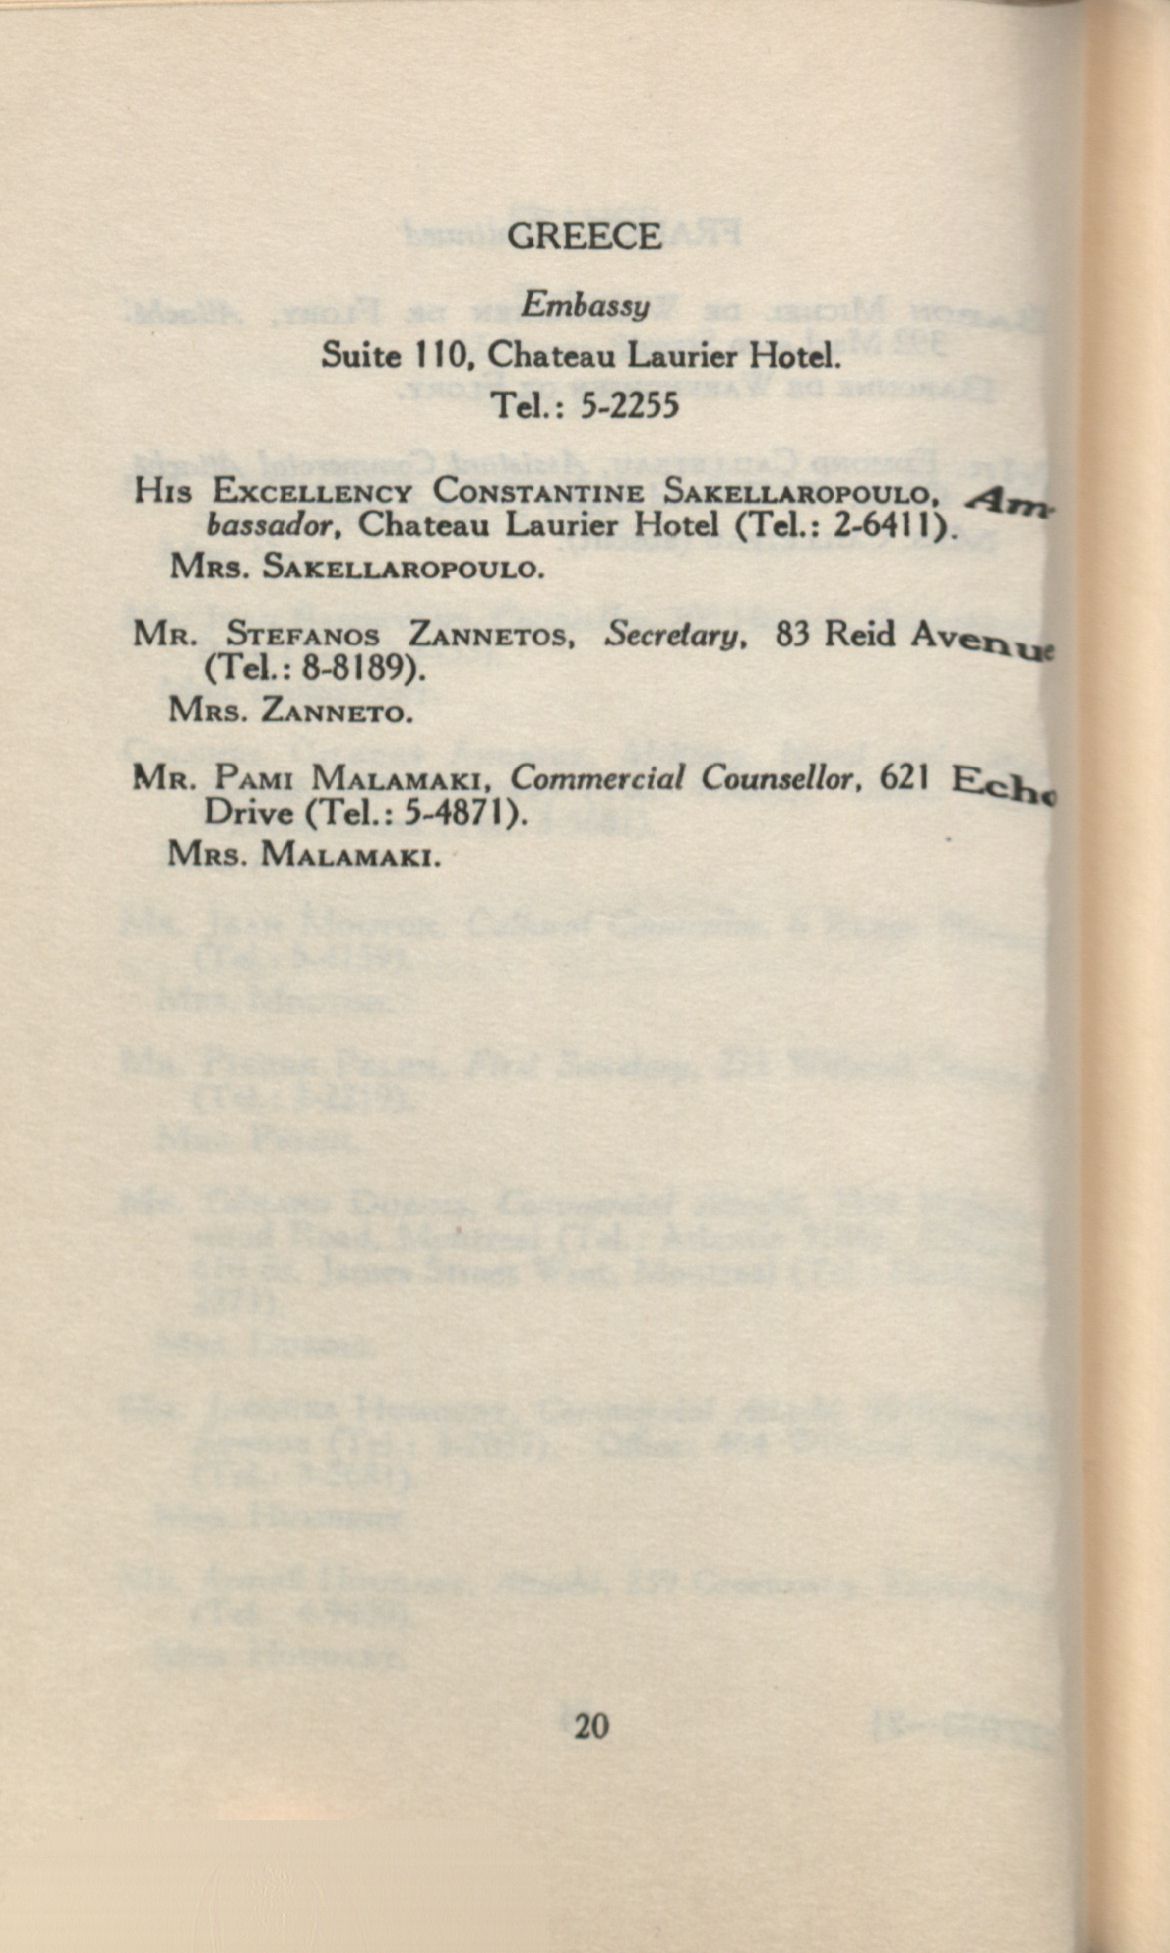 GREECE
Embassy
Suite 110, Chateau Laurier Hotel.
Tel.: 5-2255
His Excellency Constantine Sakellaropoulo, Am-
bassador, Chateau Laurier Hotel (Tel.: 2-6411).
Mrs. Sakellaropoulo.
Mr. Stefanos Zannetos, Secretary, 83 Reid Avenue
(Tel.: 8-8189).
Mrs. Zanneto.
Mr. Pami Malamaki, Commercial Counsellor, 621 Echo
Drive (Tel.: 5-4871).
Mrs. Malamaki.
20